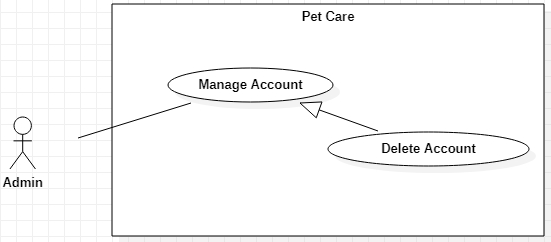 Pet Care
Manage Account
Delete Account
Admin